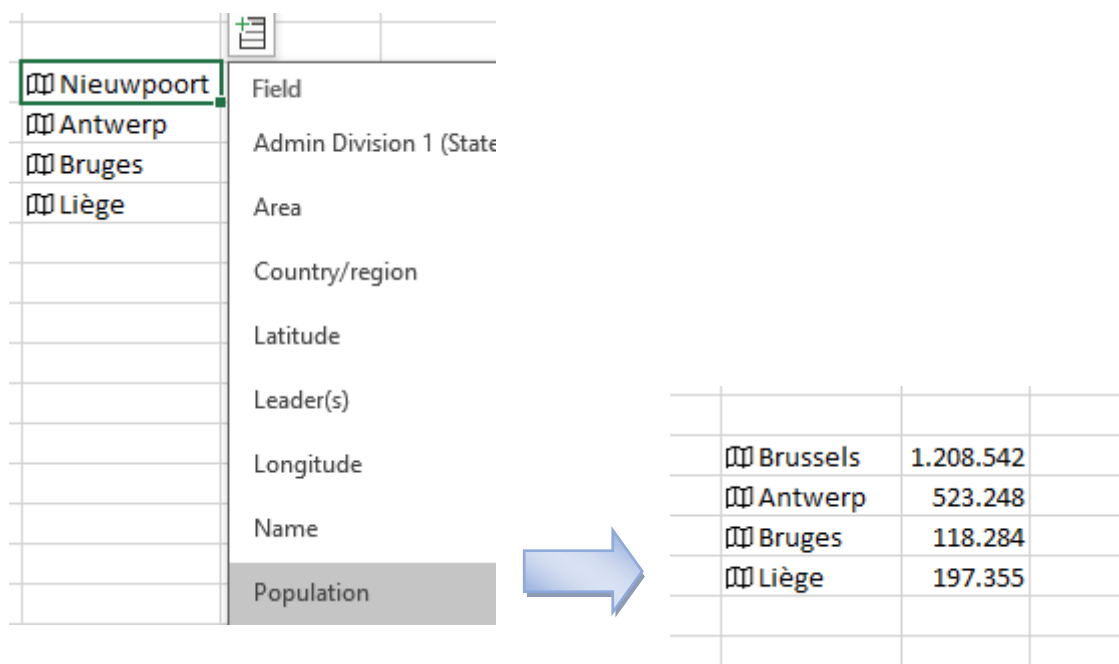 Nieuwpoort
Antwerp
Bruges
Liège
Field
Admin Division 1 (State
Area
Country/region
Latitude
Leader(s)
Longitude
Name
Population
Brussels 1.208.542
Antwerp 523.248
Bruges 118.284
Liège 197.355